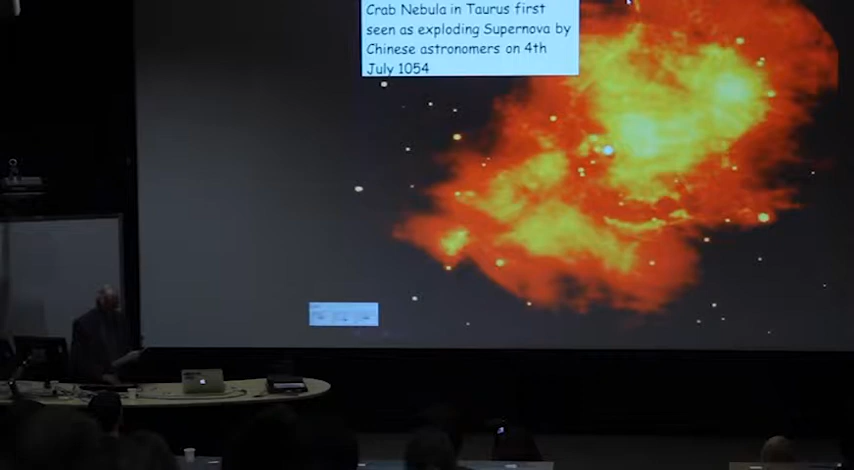 Crab Nebula in Taurus first
seen as exploding Supernova by
Chinese astronomers on 4th
July 1054